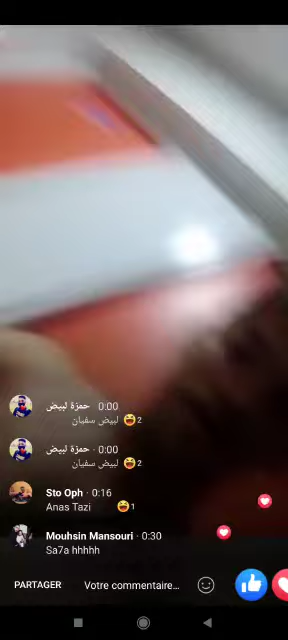 حمزة لبيض · 0:00
لبيض سفيان 2
حمزة لبيض · 0:00
لبيض سفيان 2
Sto Oph · 0:16
Anas Tazi 1
Mouhsin Mansouri · 0:30
Sa7a hhhhh
PARTAGER Votre commentaire...